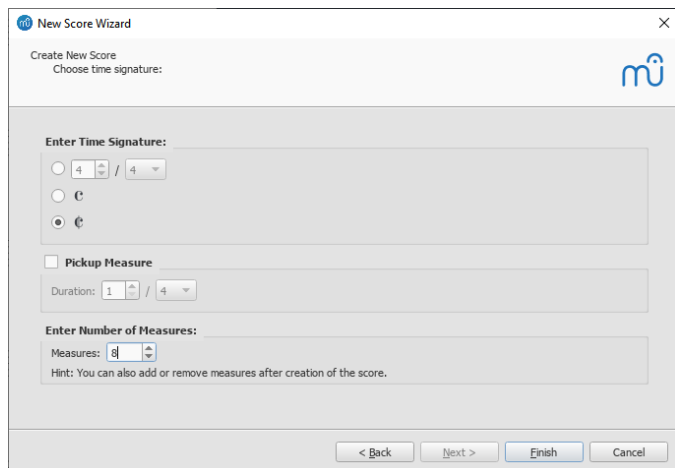 New Score Wizard
Create New Score
Choose time signature:
Enter Time Signature:
4 / 4
𝄴
𝄵
Pickup Measure
Duration: 1 / 4
Enter Number of Measures:
Measures: 8
Hint: You can also add or remove measures after creation of the score.
< Back Next > Finish Cancel